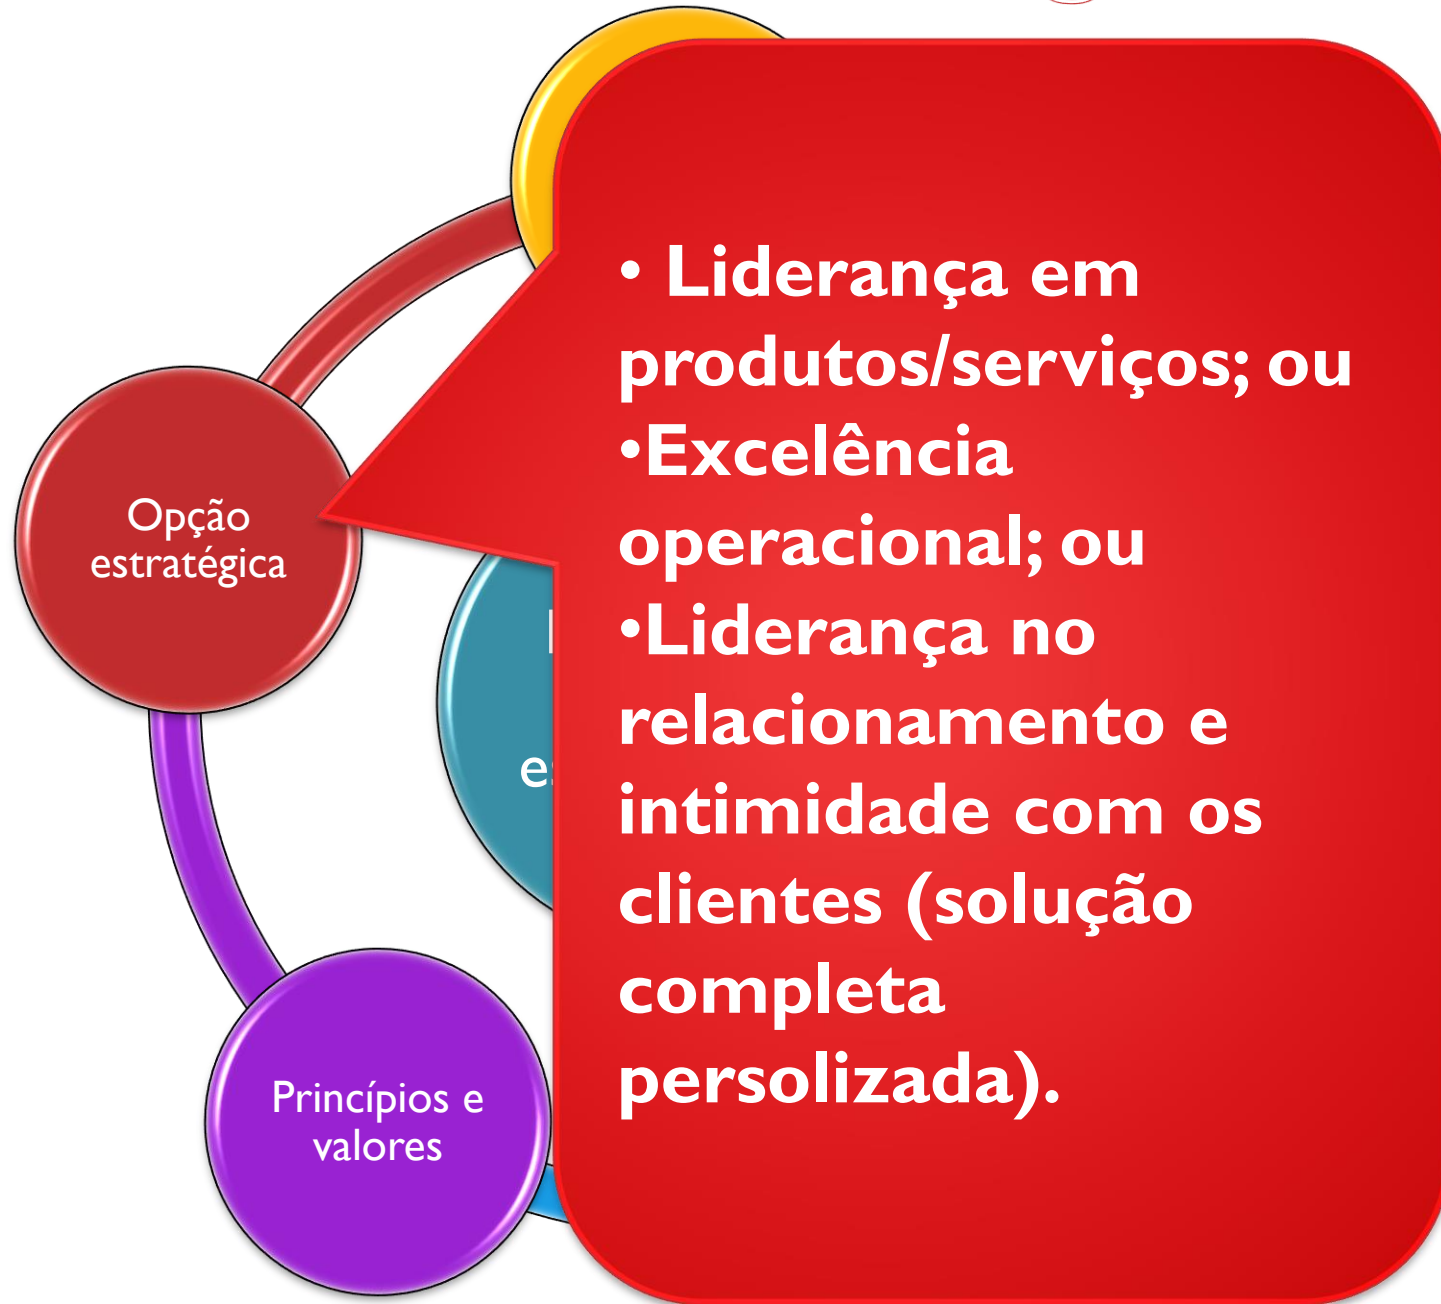 • Liderança em
produtos/serviços; ou
•Excelência
operacional; ou
•Liderança no
relacionamento e
intimidade com os
clientes (solução
completa
persolizada).
Opção
estratégica
Princípios e
valores